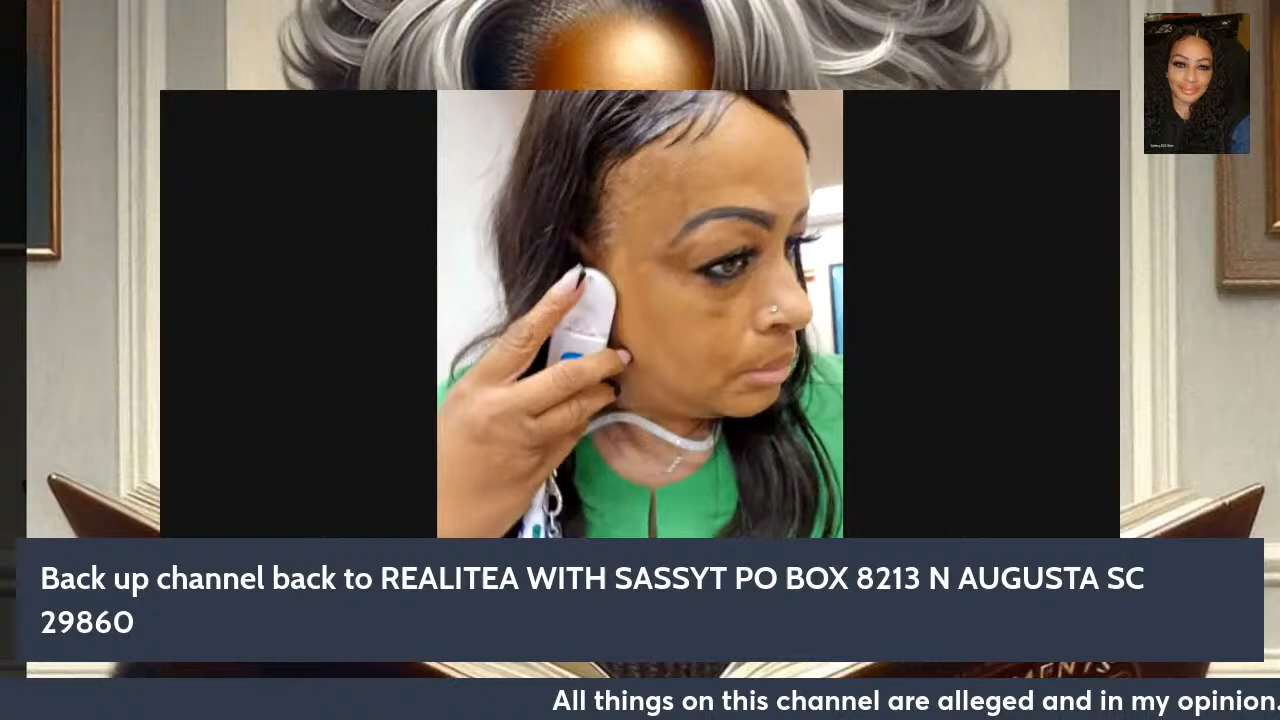 Back up channel back to REALITEA WITH SASSYT PO BOX 8213 N AUGUSTA SC
29860
MENTS
All things on this channel are alleged and in my opinion.